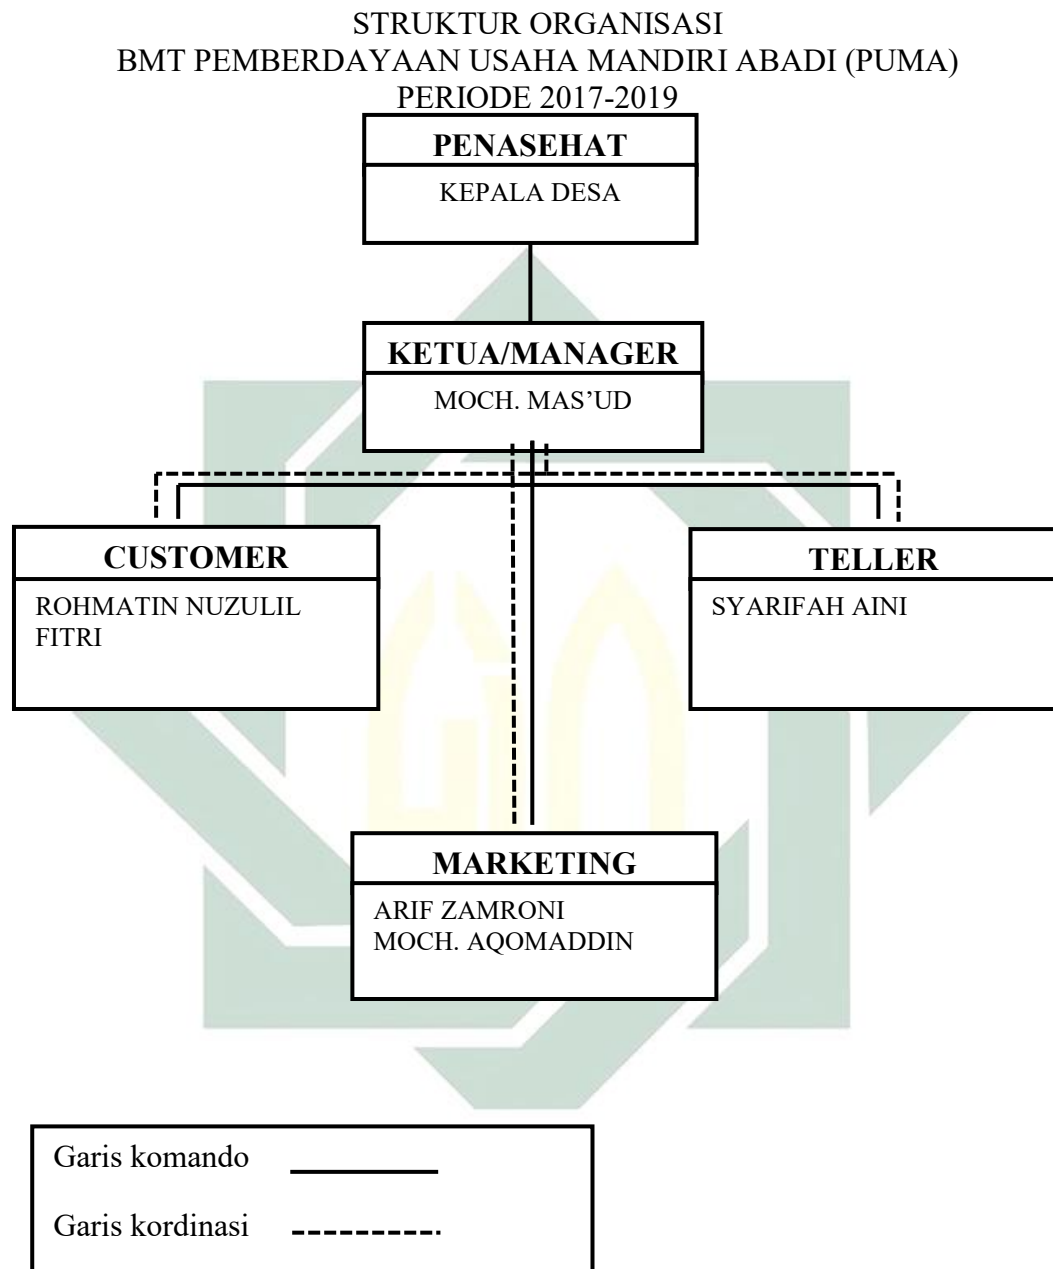 STRUKTUR ORGANISASI
BMT PEMBERDAYAAN USAHA MANDIRI ABADI (PUMA)
PERIODE 2017-2019
PENASEHAT
KEPALA DESA
KETUA/MANAGER
MOCH. MAS’UD
CUSTOMER
ROHMATIN NUZULIL
FITRI
TELLER
SYARIFAH AINI
MARKETING
ARIF ZAMRONI
MOCH. AQOMADDIN
Garis komando
Garis kordinasi